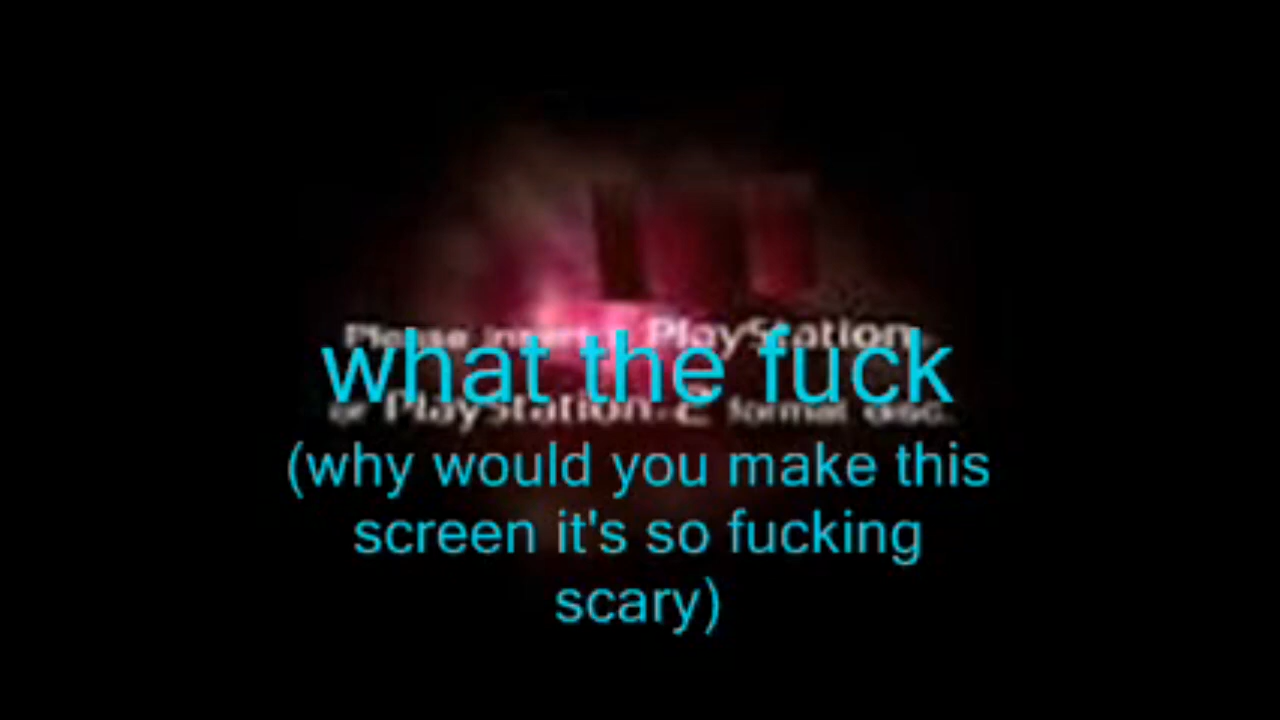 Please insert a PlayStation
what the fuck
or PlayStation 2 format disc.
(why would you make this
screen it's so fucking
scary)